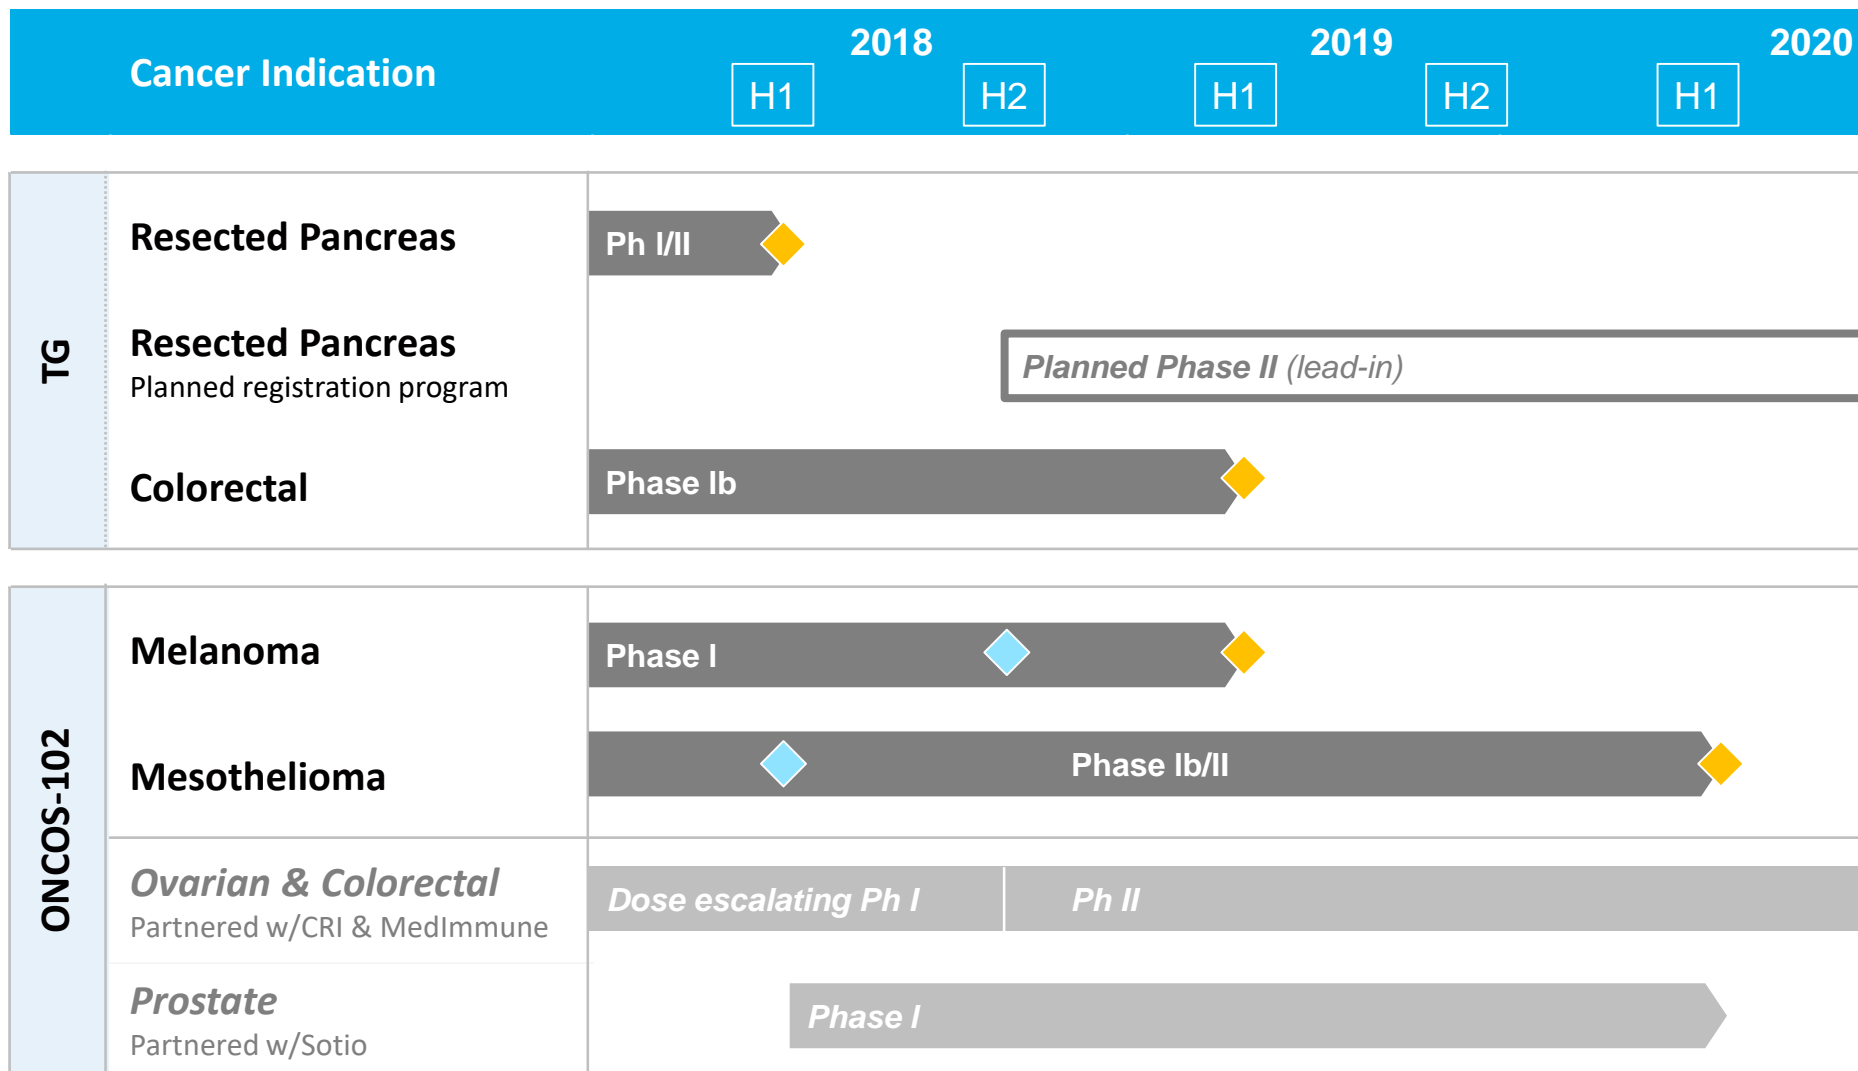 Cancer Indication
2018
2019
2020
H1
H2
H1
H2
H1
TG
Resected Pancreas
Ph I/II
Resected Pancreas
Planned registration program
Planned Phase II (lead-in)
Colorectal
Phase Ib
ONCOS-102
Melanoma
Phase I
Mesothelioma
Phase Ib/II
Ovarian & Colorectal
Partnered w/CRI & MedImmune
Dose escalating Ph I
Ph II
Prostate
Partnered w/Sotio
Phase I